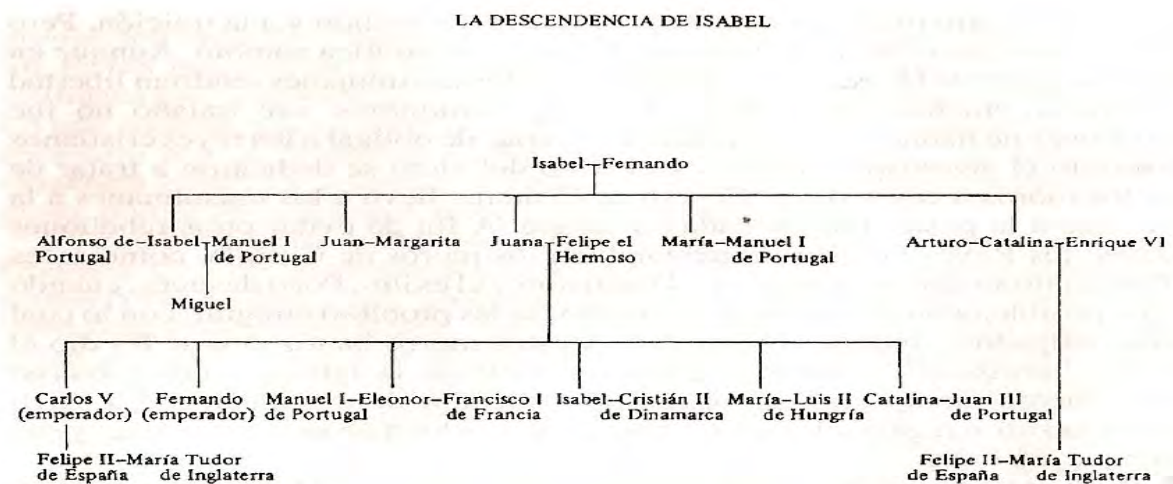 LA DESCENDENCIA DE ISABEL
Isabel–Fernando
Alfonso de–Isabel–Manuel I Juan–Margarita Juana–Felipe el María–Manuel I Arturo–Catalina–Enrique VI
Portugal de Portugal Hermoso de Portugal
Miguel
Carlos V Fernando Manuel I–Eleonor–Francisco I Isabel–Cristián II María–Luis II Catalina–Juan III
(emperador) (emperador) de Portugal de Francia de Dinamarca de Hungría de Portugal
Felipe II–María Tudor Felipe II–María Tudor
de España de Inglaterra de España de Inglaterra